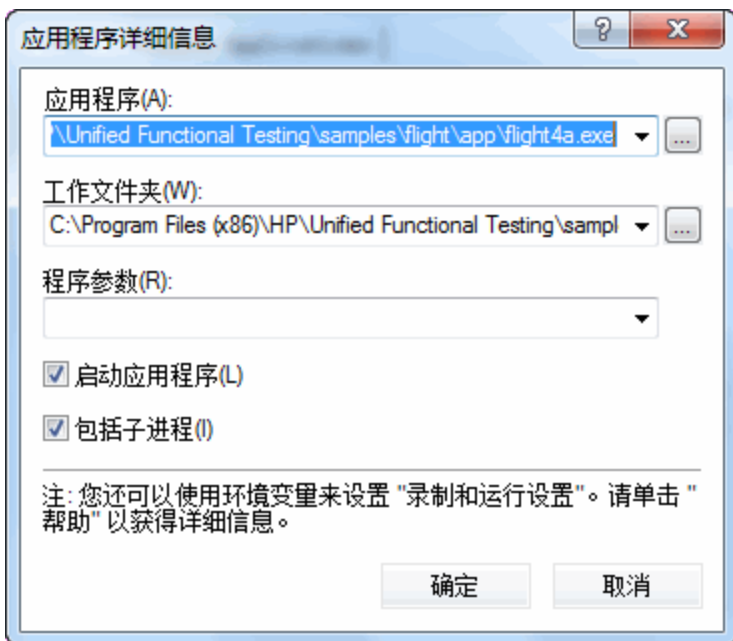 应用程序详细信息
应用程序(A):
'\Unified Functional Testing\samples\flight\app\flight4a.exe
...
工作文件夹(W):
C:\Program Files (x86)\HP\Unified Functional Testing\sampl
...
程序参数(R):
启动应用程序(L)
包括子进程(I)
注: 您还可以使用环境变量来设置 "录制和运行设置"。请单击 "
帮助" 以获得详细信息。
确定
取消